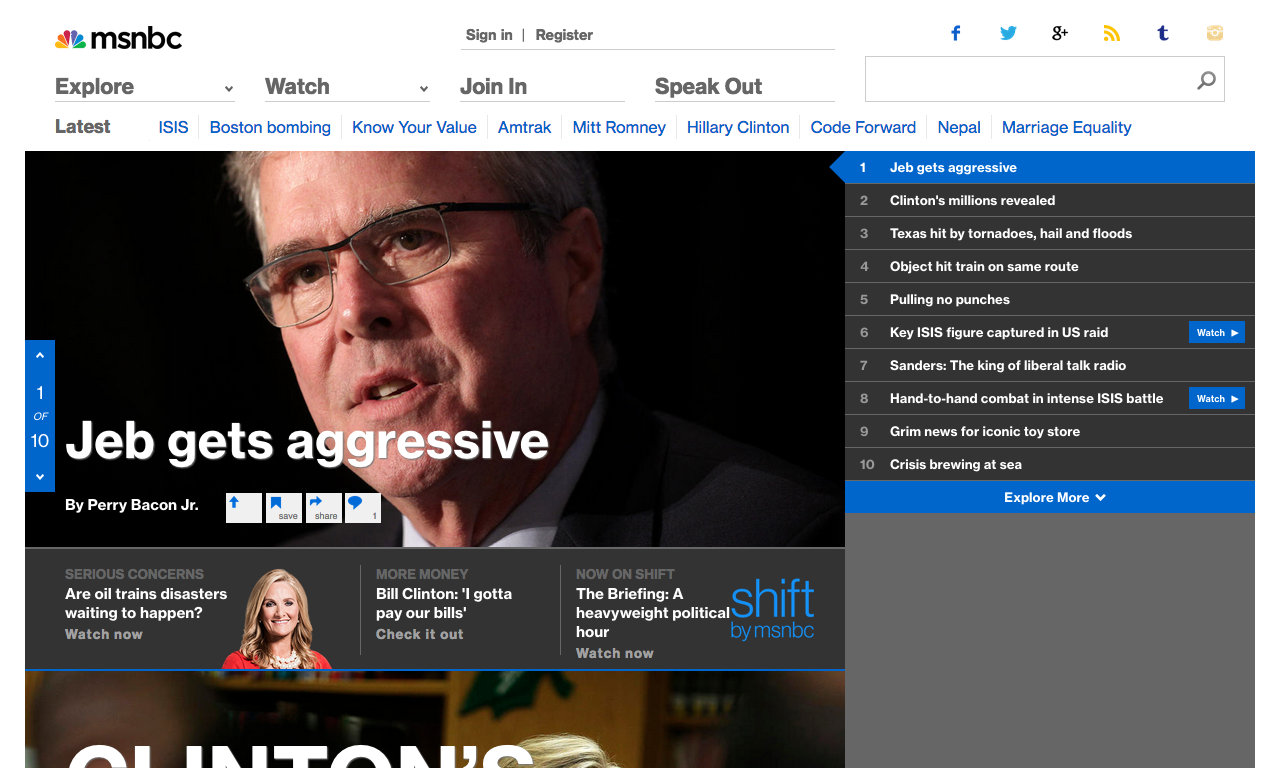 msnbc
Sign in | Register
Explore
Watch
Join In
Speak Out
Latest
ISIS
Boston bombing
Know Your Value
Amtrak
Mitt Romney
Hillary Clinton
Code Forward
Nepal
Marriage Equality
1
OF
10
Jeb gets aggressive
By Perry Bacon Jr.
save
share
1
1 Jeb gets aggressive
2 Clinton's millions revealed
3 Texas hit by tornadoes, hail and floods
4 Object hit train on same route
5 Pulling no punches
6 Key ISIS figure captured in US raid Watch
7 Sanders: The king of liberal talk radio
8 Hand-to-hand combat in intense ISIS battle Watch
9 Grim news for iconic toy store
10 Crisis brewing at sea
Explore More
SERIOUS CONCERNS
Are oil trains disasters
waiting to happen?
Watch now
MORE MONEY
Bill Clinton: 'I gotta
pay our bills'
Check it out
NOW ON SHIFT
The Briefing: A
heavyweight political
hour
Watch now
shift
by msnbc
CLINTON'S